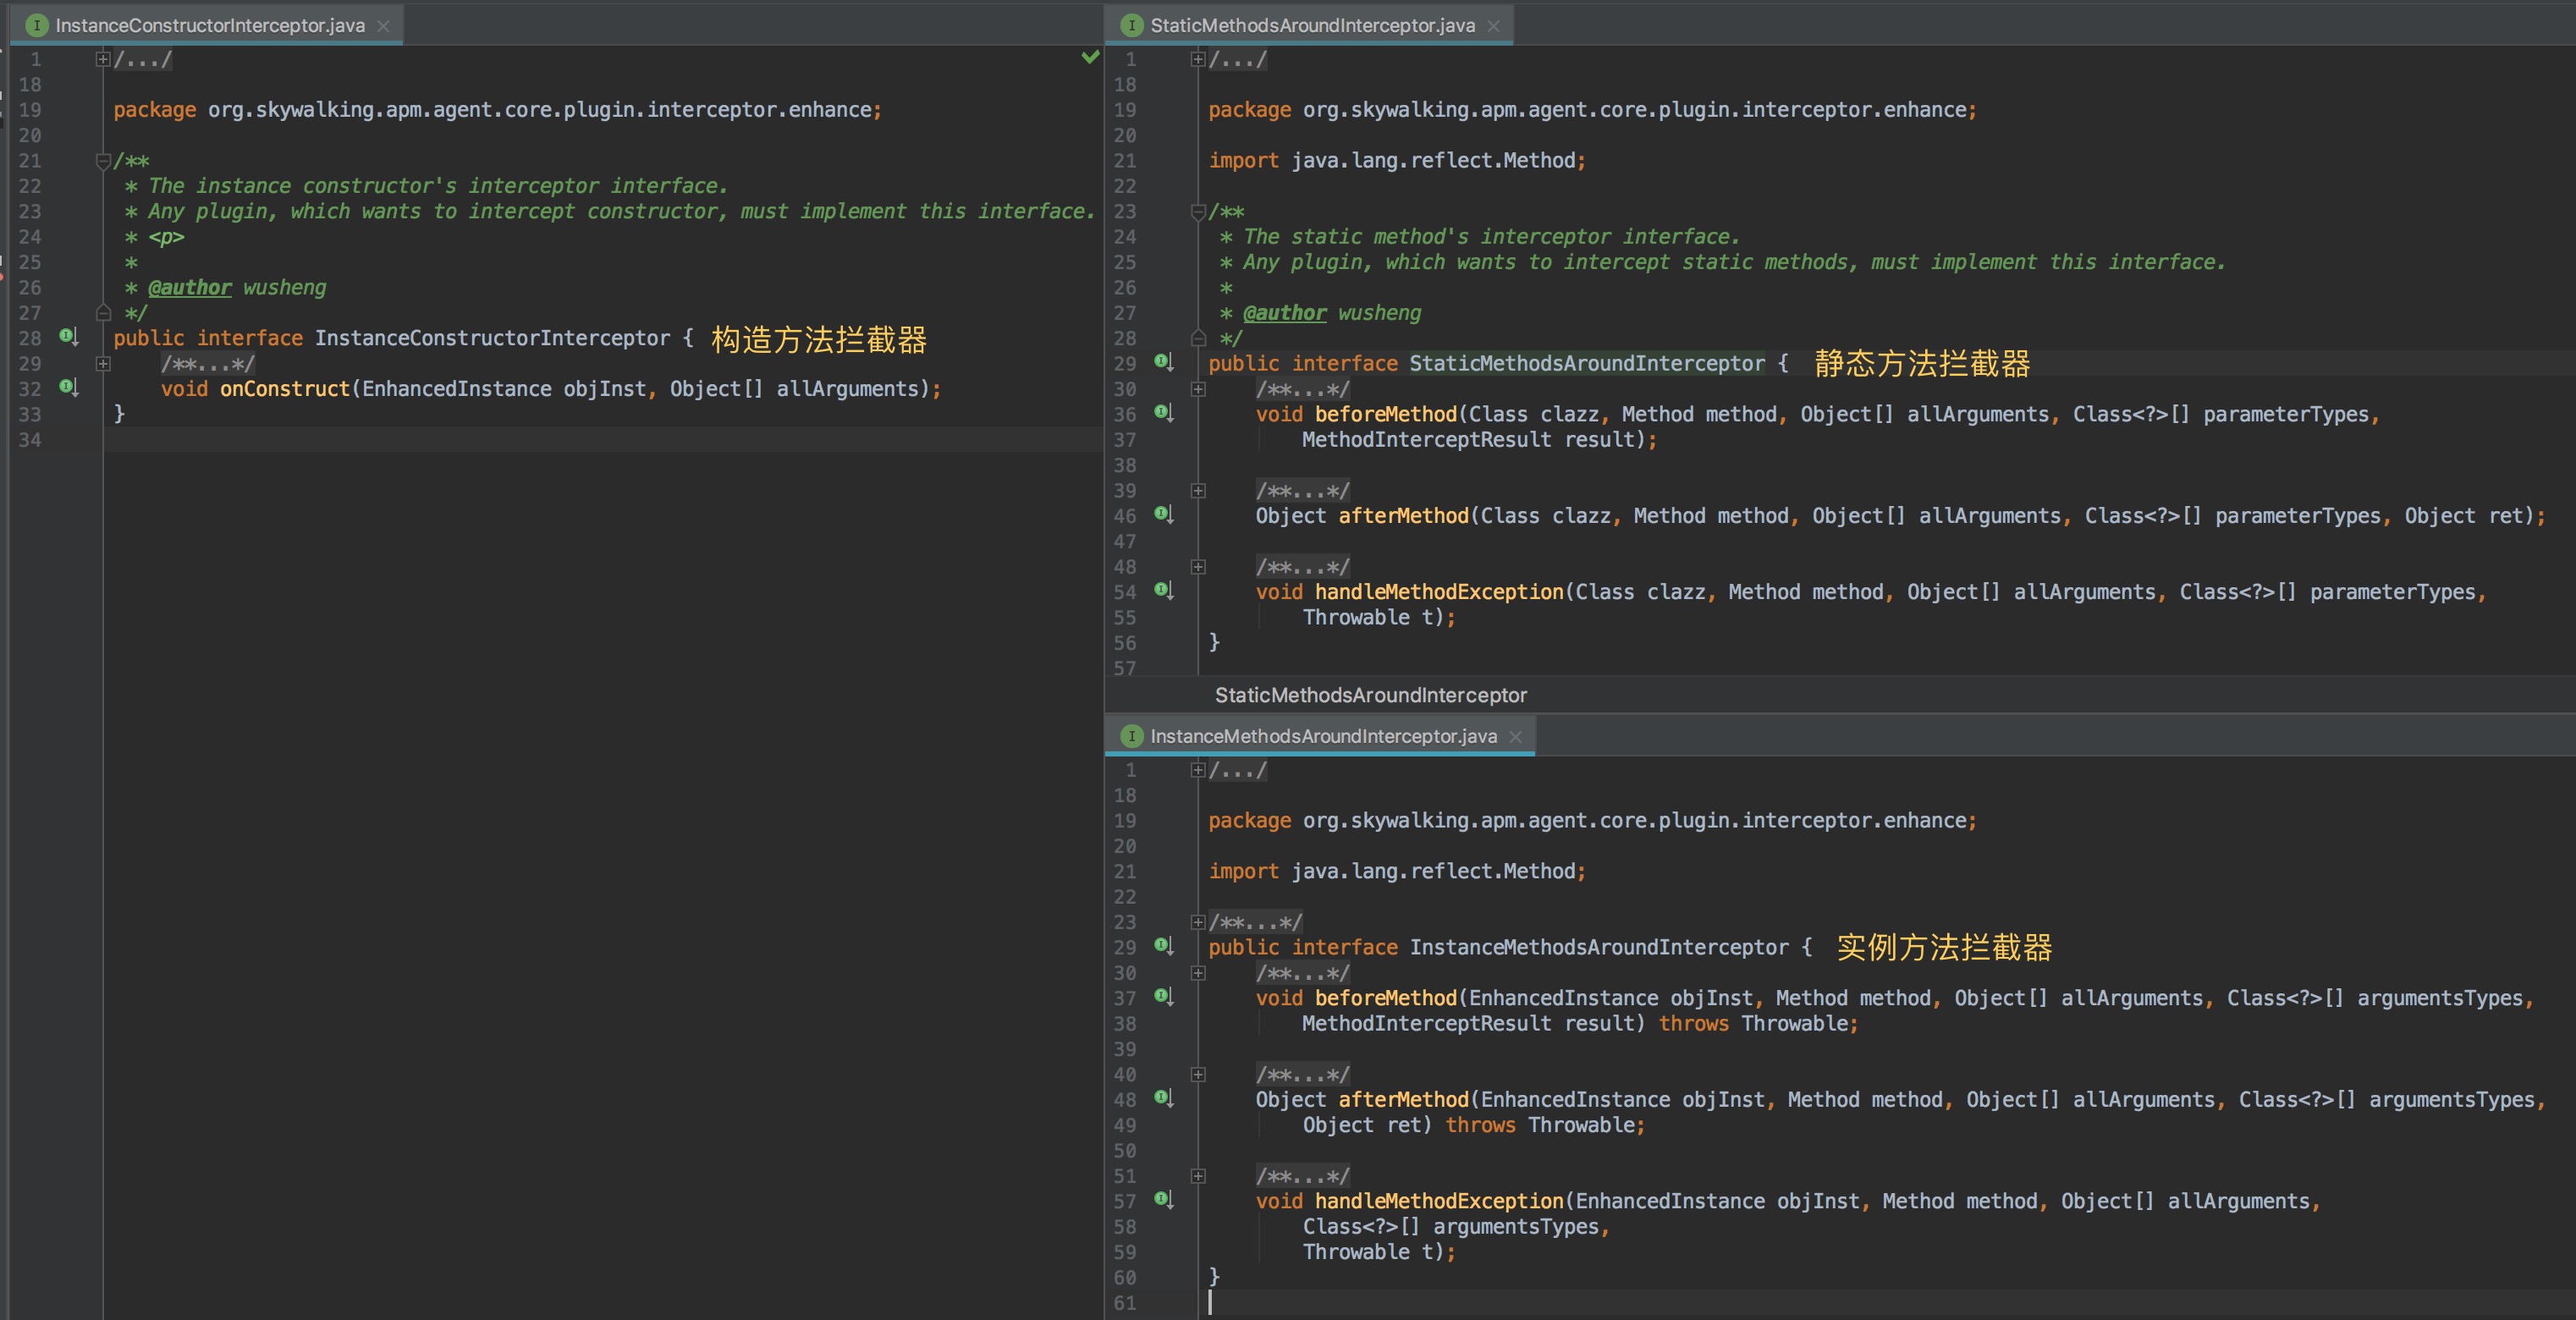 InstanceConstructorInterceptor.java
1 /.../
18
19 package org.skywalking.apm.agent.core.plugin.interceptor.enhance;
20
21 /**
22 * The instance constructor's interceptor interface.
23 * Any plugin, which wants to intercept constructor, must implement this interface.
24 * <p>
25 *
26 * @author wusheng
27 */
28 public interface InstanceConstructorInterceptor { 构造方法拦截器
29 /**...*/
32 void onConstruct(EnhancedInstance objInst, Object[] allArguments);
33 }
34
StaticMethodsAroundInterceptor.java
1 /.../
18
19 package org.skywalking.apm.agent.core.plugin.interceptor.enhance;
20
21 import java.lang.reflect.Method;
22
23 /**
24 * The static method's interceptor interface.
25 * Any plugin, which wants to intercept static methods, must implement this interface.
26 *
27 * @author wusheng
28 */
29 public interface StaticMethodsAroundInterceptor { 静态方法拦截器
30 /**...*/
36 void beforeMethod(Class clazz, Method method, Object[] allArguments, Class<?>[] parameterTypes,
37 MethodInterceptResult result);
38
39 /**...*/
46 Object afterMethod(Class clazz, Method method, Object[] allArguments, Class<?>[] parameterTypes, Object ret);
47
48 /**...*/
54 void handleMethodException(Class clazz, Method method, Object[] allArguments, Class<?>[] parameterTypes,
55 Throwable t);
56 }
57
StaticMethodsAroundInterceptor
InstanceMethodsAroundInterceptor.java
1 /.../
18
19 package org.skywalking.apm.agent.core.plugin.interceptor.enhance;
20
21 import java.lang.reflect.Method;
22
23 /**...*/
29 public interface InstanceMethodsAroundInterceptor { 实例方法拦截器
30 /**...*/
37 void beforeMethod(EnhancedInstance objInst, Method method, Object[] allArguments, Class<?>[] argumentsTypes,
38 MethodInterceptResult result) throws Throwable;
39
40 /**...*/
48 Object afterMethod(EnhancedInstance objInst, Method method, Object[] allArguments, Class<?>[] argumentsTypes,
49 Object ret) throws Throwable;
50
51 /**...*/
57 void handleMethodException(EnhancedInstance objInst, Method method, Object[] allArguments,
58 Class<?>[] argumentsTypes,
59 Throwable t);
60 }
61